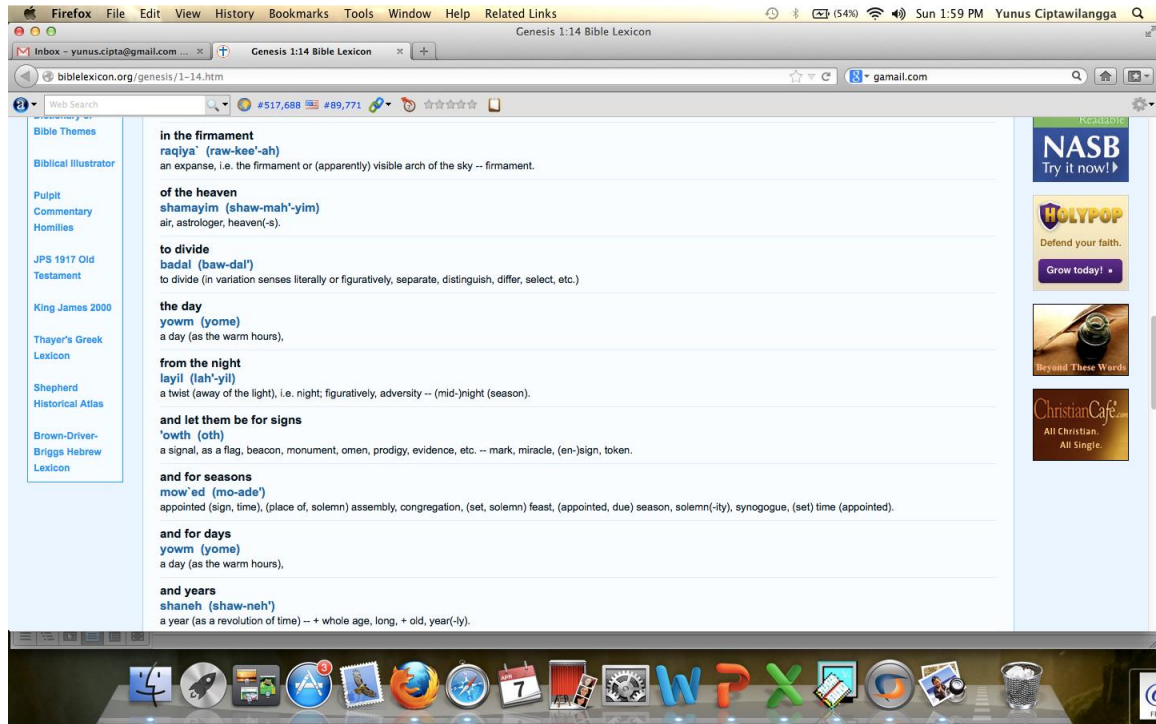 Firefox File Edit View History Bookmarks Tools Window Help Related Links (54%) Sun 1:59 PM Yunus Ciptawilangga
Genesis 1:14 Bible Lexicon
Inbox – yunus.cipta@gmail.com ... × Genesis 1:14 Bible Lexicon × +
biblelexicon.org/genesis/1-14.htm gamail.com
Web Search #517,688 #89,771
Bible Themes
Biblical Illustrator
Pulpit
Commentary
Homilies
JPS 1917 Old
Testament
King James 2000
Thayer's Greek
Lexicon
Shepherd
Historical Atlas
Brown-Driver-
Briggs Hebrew
Lexicon
in the firmament
raqiya` (raw-kee'-ah)
an expanse, i.e. the firmament or (apparently) visible arch of the sky -- firmament.
of the heaven
shamayim (shaw-mah'-yim)
air, astrologer, heaven(-s).
to divide
badal (baw-dal')
to divide (in variation senses literally or figuratively, separate, distinguish, differ, select, etc.)
the day
yowm (yome)
a day (as the warm hours),
from the night
layil (lah'-yil)
a twist (away of the light), i.e. night; figuratively, adversity -- (mid-)night (season).
and let them be for signs
'owth (oth)
a signal, as a flag, beacon, monument, omen, prodigy, evidence, etc. -- mark, miracle, (en-)sign, token.
and for seasons
mow`ed (mo-ade')
appointed (sign, time), (place of, solemn) assembly, congregation, (set, solemn) feast, (appointed, due) season, solemn(-ity), synogogue, (set) time (appointed).
and for days
yowm (yome)
a day (as the warm hours),
and years
shaneh (shaw-neh')
a year (as a revolution of time) -- + whole age, long, + old, year(-ly).
Readable
NASB
Try it now!
HOLYPOP
Defend your faith.
Grow today! »
Beyond These Words
ChristianCafe.com
All Christian.
All Single.
3
APR
7
W P X